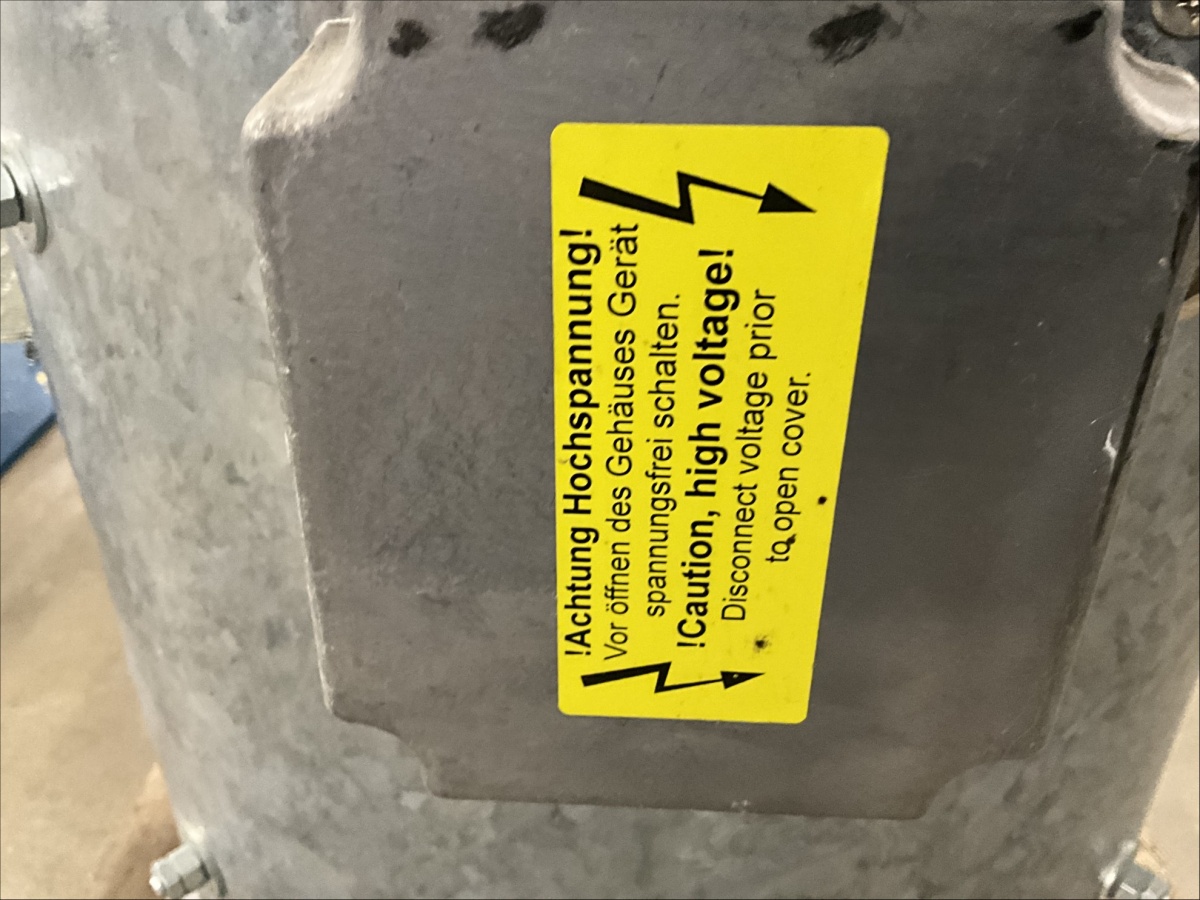 !Achtung Hochspannung!
Vor öffnen des Gehäuses Gerät
spannungsfrei schalten.
!Caution, high voltage!
Disconnect voltage prior
to open cover.